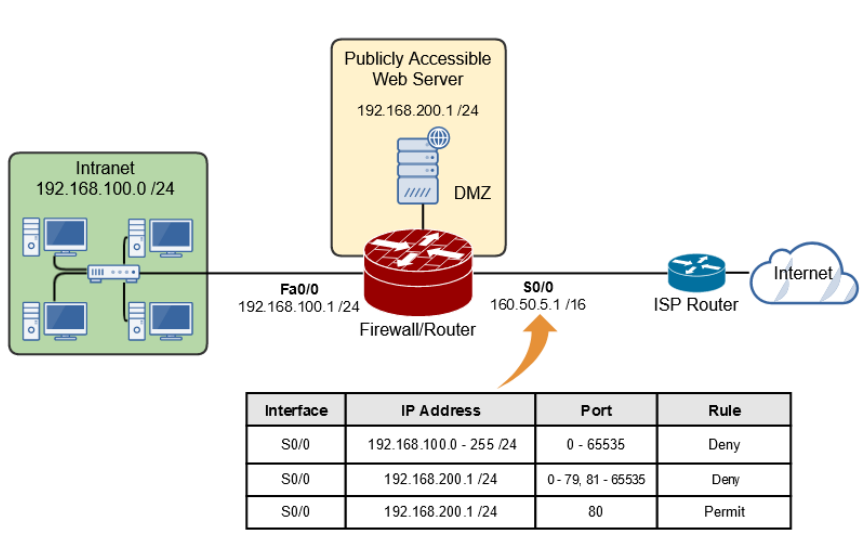 Publicly Accessible
Web Server
192.168.200.1 /24
DMZ
Intranet
192.168.100.0 /24
Fa0/0
192.168.100.1 /24
Firewall/Router
S0/0
160.50.5.1 /16
ISP Router
Internet
Interface IP Address Port Rule
S0/0 192.168.100.0 - 255 /24 0 - 65535 Deny
S0/0 192.168.200.1 /24 0 - 79, 81 - 65535 Deny
S0/0 192.168.200.1 /24 80 Permit